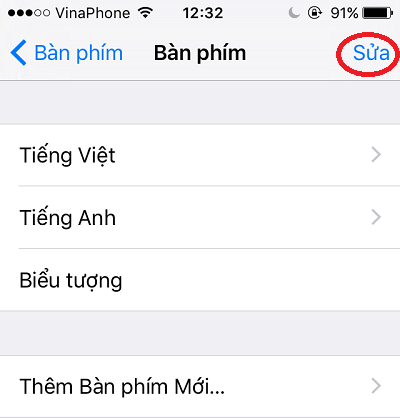 VinaPhone 12:32 91%
Bàn phím Bàn phím Sửa
Tiếng Việt
Tiếng Anh
Biểu tượng
Thêm Bàn phím Mới...